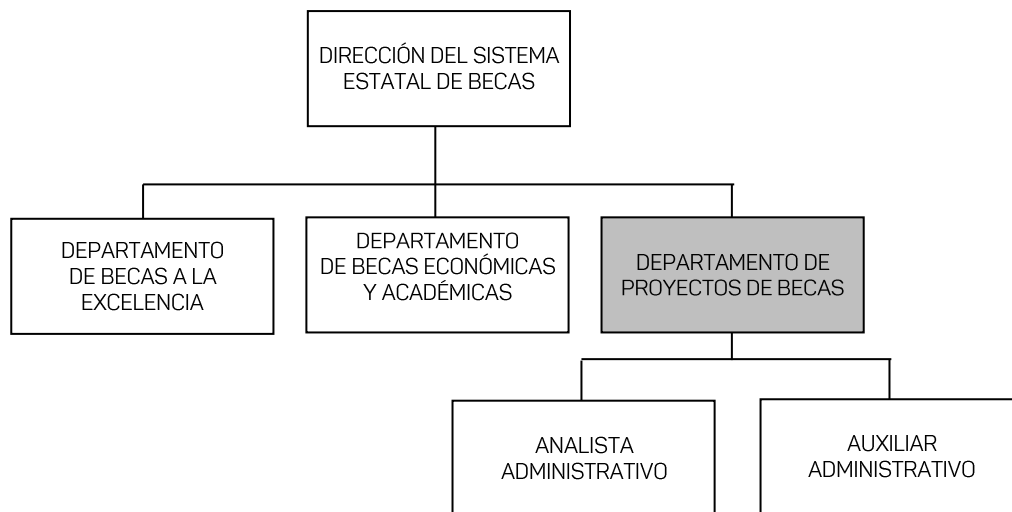 DIRECCIÓN DEL SISTEMA
ESTATAL DE BECAS
DEPARTAMENTO
DE BECAS A LA
EXCELENCIA
DEPARTAMENTO
DE BECAS ECONÓMICAS
Y ACADÉMICAS
DEPARTAMENTO DE
PROYECTOS DE BECAS
ANALISTA
ADMINISTRATIVO
AUXILIAR
ADMINISTRATIVO